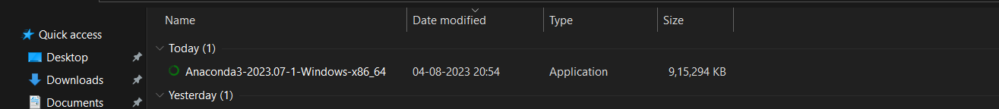 Name Date modified Type Size
Quick access
Today (1)
Desktop
Anaconda3-2023.07-1-Windows-x86_64 04-08-2023 20:54 Application 9,15,294 KB
Downloads
Yesterday (1)
Documents